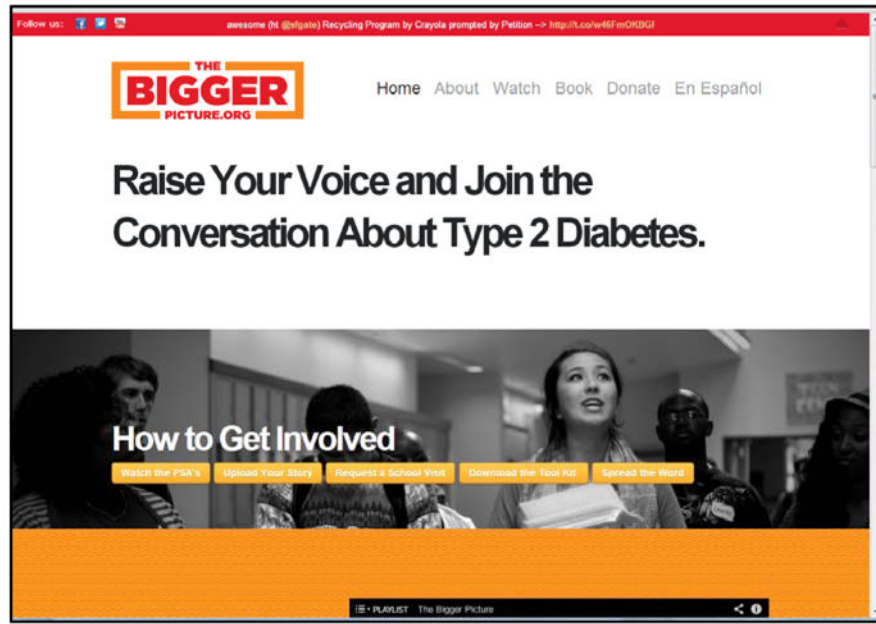 Follow us:
awesome (ht @sfgate) Recycling Program by Crayola prompted by Petition --> http://t.co/w46FmOKBGF
THE
BIGGER
PICTURE.ORG
Home About Watch Book Donate En Español
Raise Your Voice and Join the
Conversation About Type 2 Diabetes.
How to Get Involved
Watch the PSA's Upload Your Story Request a School Visit Download the Tool Kit Spread the Word
PLAYLIST The Bigger Picture